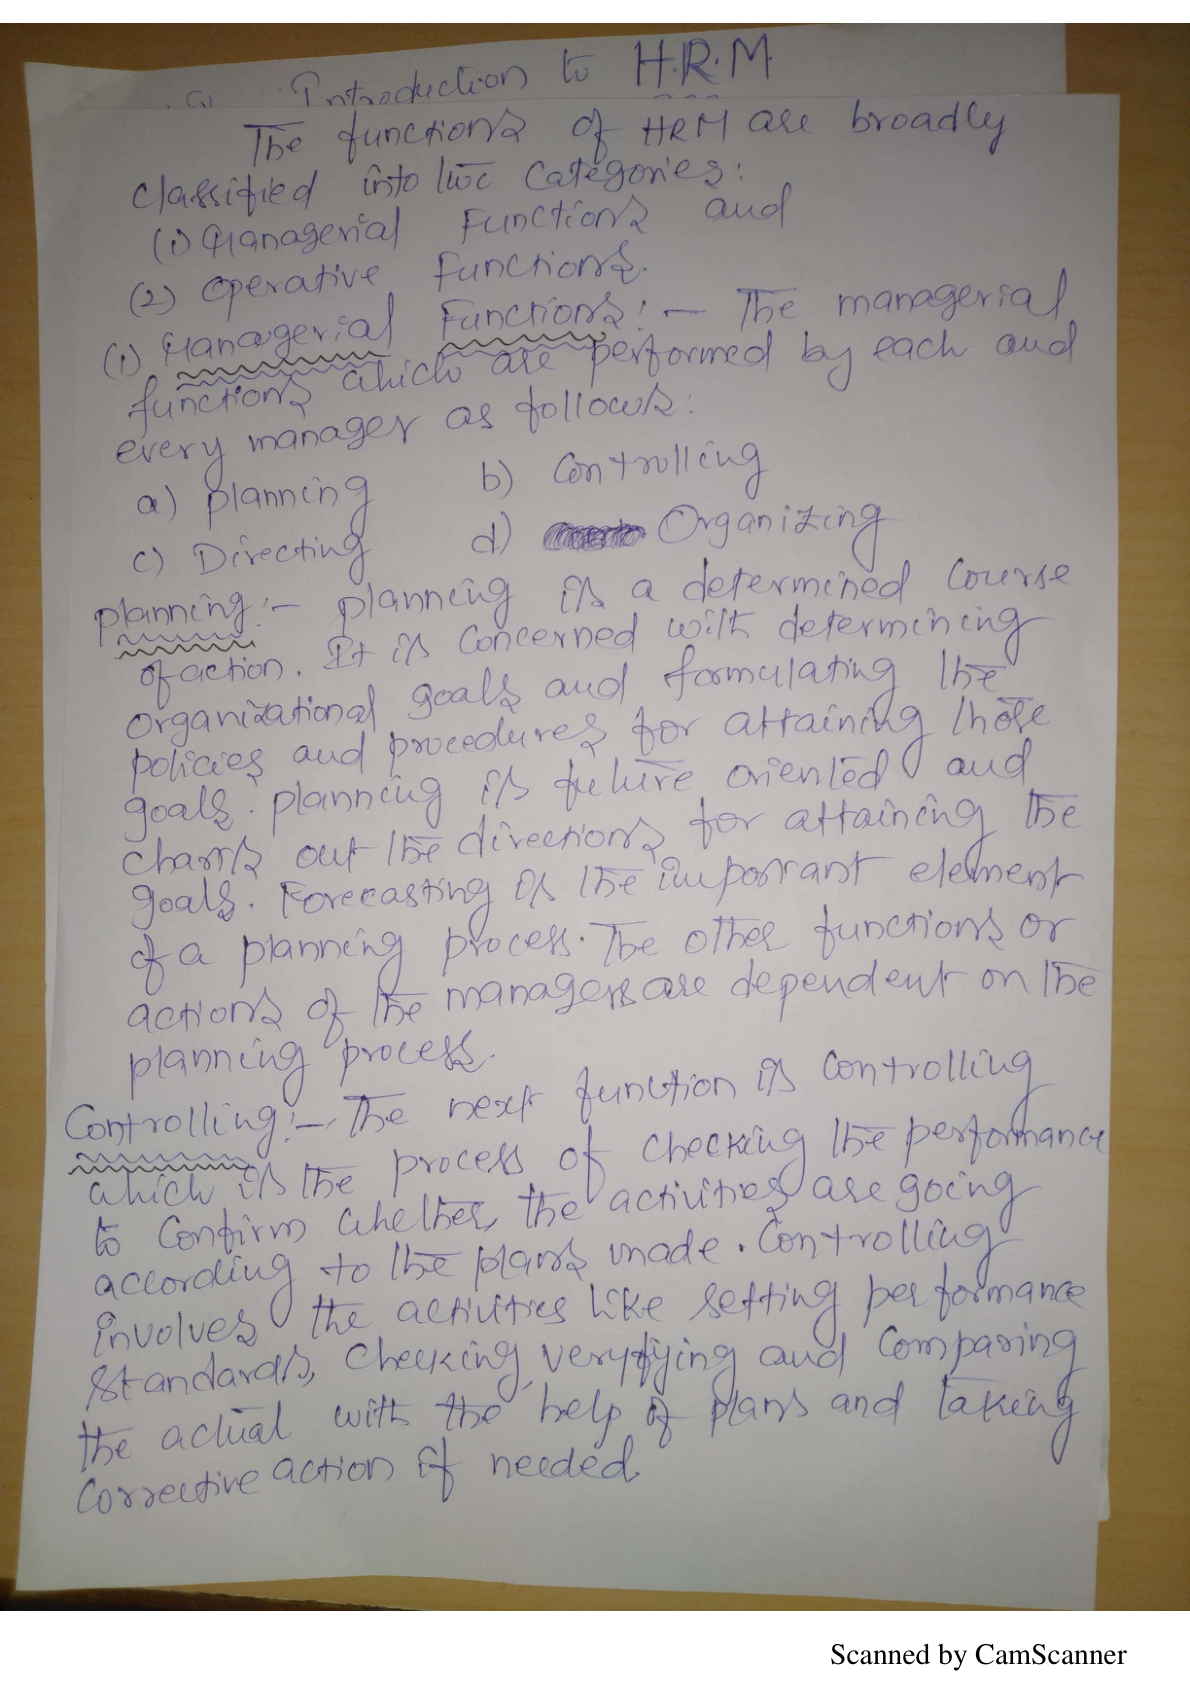 Introduction to H.R.M.
The functions of HRM are broadly
classified into two categories:
(1) Managerial Functions and
(2) Operative Functions.
(1) Managerial Functions:- The managerial
functions which are performed by each and
every manager as follows:
a) planning b) Controlling
c) Directing d) Organizing
planning:- planning is a determined course
of action. It is concerned with determining
organizational goals and formulating the
policies and procedures for attaining those
goals. planning is future oriented and
charts out the directions for attaining the
goals. Forecasting is the important element
of a planning process. The other functions or
actions of the managers are dependent on the
planning process.
Controlling:- The next function is controlling
which is the process of checking the performance
to confirm whether, the activities are going
according to the plans made. Controlling
involves the activities like setting performance
standards, checking, veryfying and comparing
the actual with the help of plans and taking
corrective action if needed.
Scanned by CamScanner